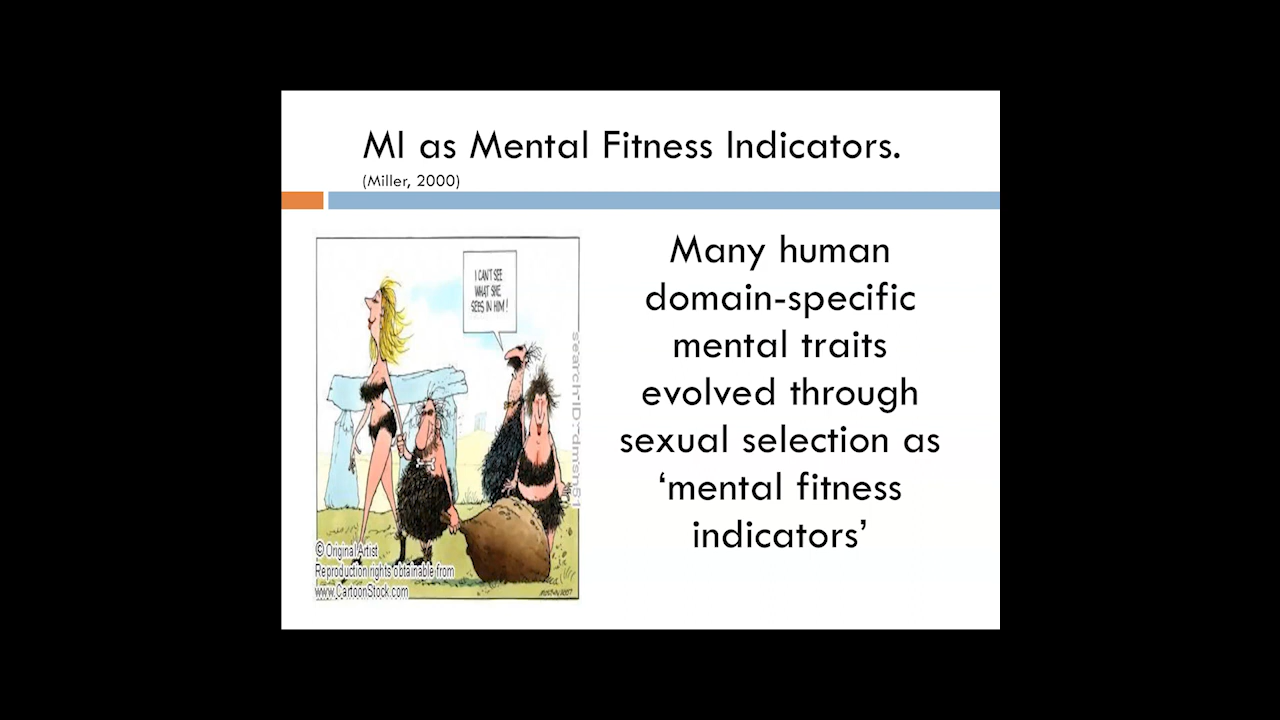 MI as Mental Fitness Indicators.
(Miller, 2000)
I CAN'T SEE
WHAT SHE
SEES IN HIM!
search ID: dmsn61
© Original Artist
Reproduction rights obtainable from
www.CartoonStock.com
Many human
domain-specific
mental traits
evolved through
sexual selection as
‘mental fitness
indicators’